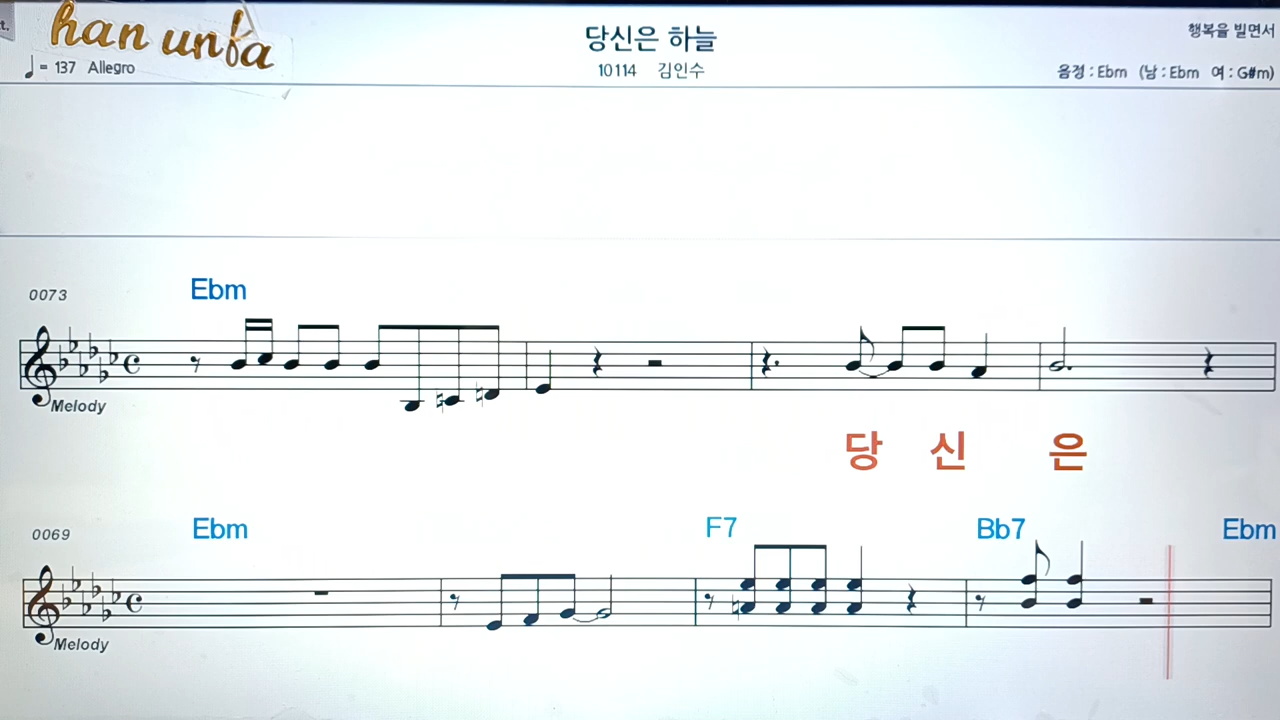 t.
han unfa
당신은 하늘
행복을 빌면서
♩= 137 Allegro
10114 김인수
음정 : Ebm (남 : Ebm 여 : G#m)
0073
Ebm
Melody
당 신 은
0069
Ebm F7 Bb7 Ebm
Melody